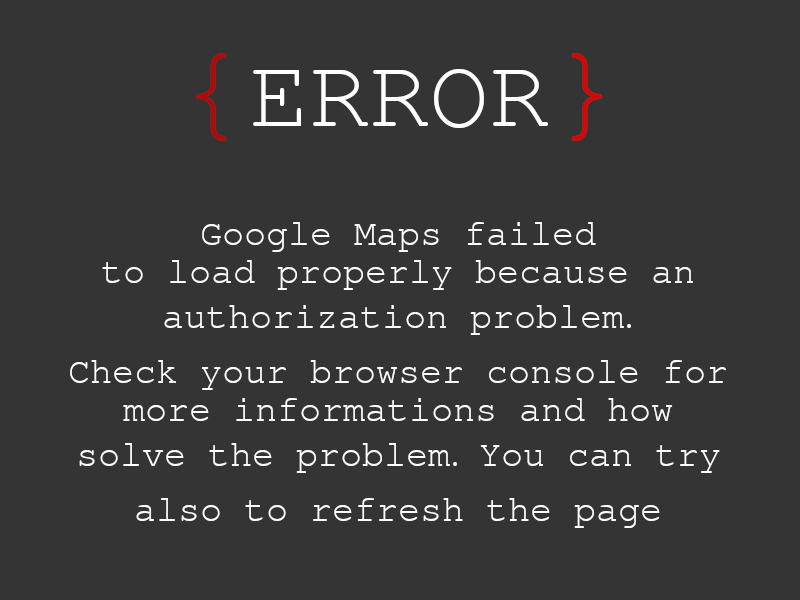 {ERROR}
Google Maps failed
to load properly because an
authorization problem.
Check your browser console for
more informations and how
solve the problem. You can try
also to refresh the page